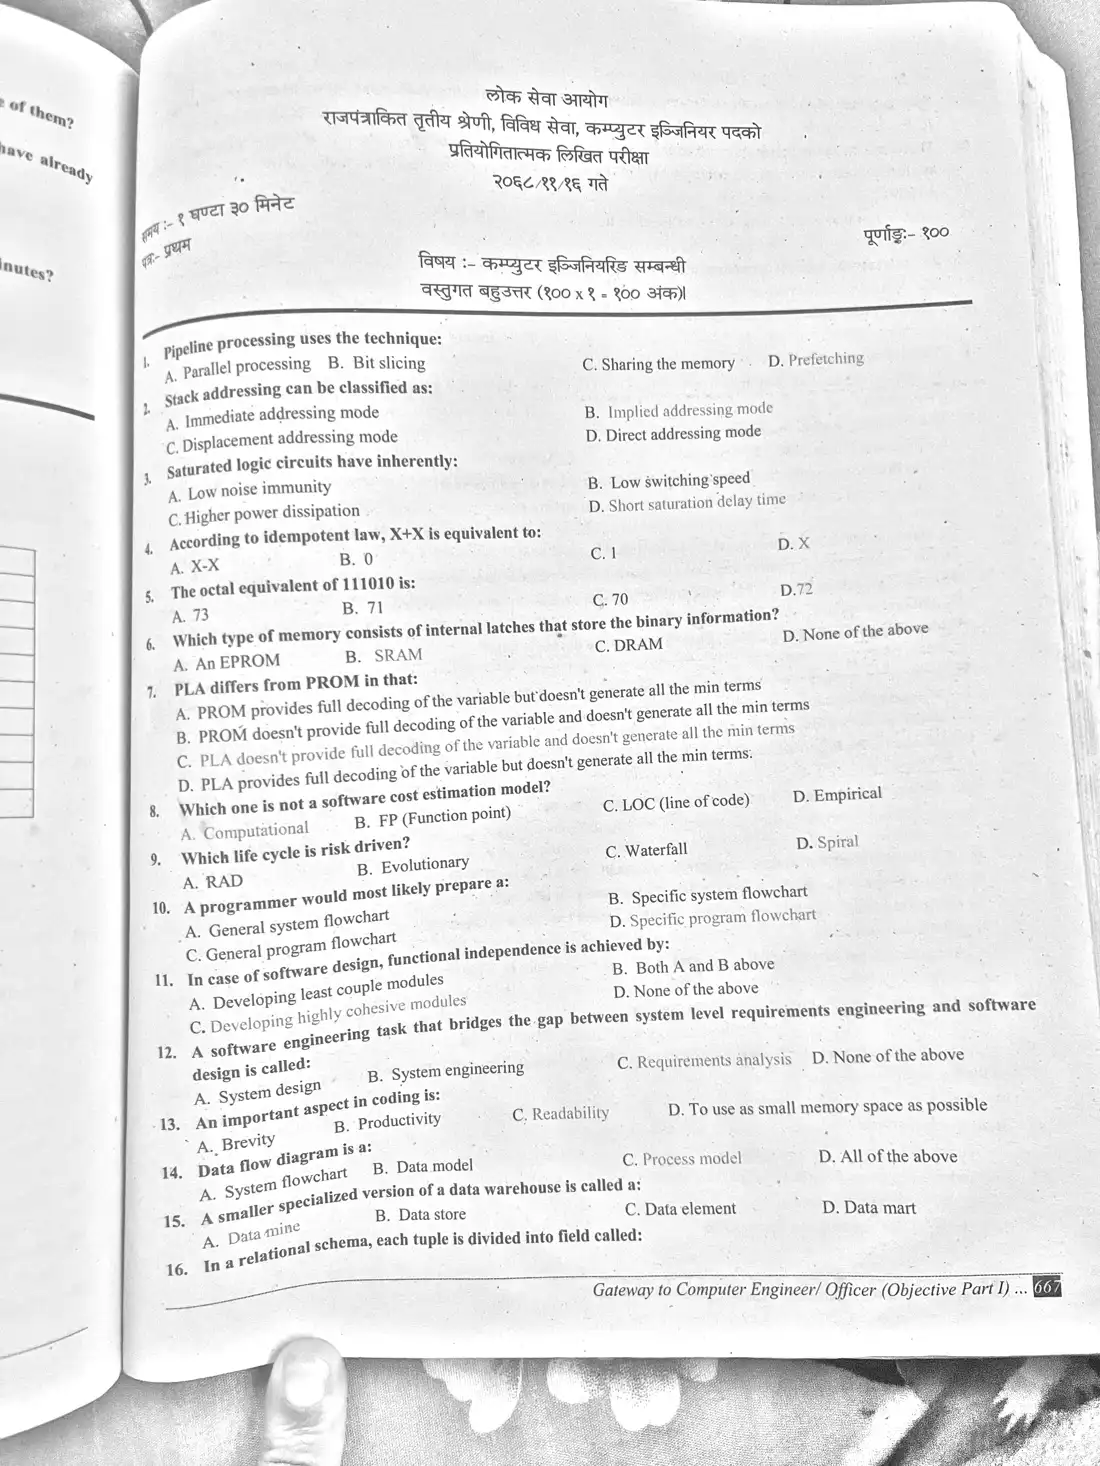 e of them?
have already
inutes?
लोक सेवा आयोग
राजपत्रांकित तृतीय श्रेणी, विविध सेवा, कम्प्युटर इञ्जिनियर पदको
प्रतियोगितात्मक लिखित परीक्षा
२०६८/११/१६ गते
समय :- १ घण्टा ३० मिनेट
पत्र:- प्रथम
पूर्णाङ्क:- १००
विषय :- कम्प्युटर इञ्जिनियरिङ सम्बन्धी
वस्तुगत बहुउत्तर (१०० x १ = १०० अंक)।
1. Pipeline processing uses the technique:
A. Parallel processing B. Bit slicing C. Sharing the memory D. Prefetching
2. Stack addressing can be classified as:
A. Immediate addressing mode B. Implied addressing mode
C. Displacement addressing mode D. Direct addressing mode
3. Saturated logic circuits have inherently:
A. Low noise immunity B. Low switching speed
C. Higher power dissipation D. Short saturation delay time
4. According to idempotent law, X+X is equivalent to:
A. X-X B. 0 C. 1 D. X
5. The octal equivalent of 111010 is:
A. 73 B. 71 C. 70 D.72
6. Which type of memory consists of internal latches that store the binary information?
A. An EPROM B. SRAM C. DRAM D. None of the above
7. PLA differs from PROM in that:
A. PROM provides full decoding of the variable but doesn't generate all the min terms
B. PROM doesn't provide full decoding of the variable and doesn't generate all the min terms
C. PLA doesn't provide full decoding of the variable and doesn't generate all the min terms
D. PLA provides full decoding of the variable but doesn't generate all the min terms.
8. Which one is not a software cost estimation model?
A. Computational B. FP (Function point) C. LOC (line of code) D. Empirical
9. Which life cycle is risk driven?
A. RAD B. Evolutionary C. Waterfall D. Spiral
10. A programmer would most likely prepare a:
A. General system flowchart B. Specific system flowchart
C. General program flowchart D. Specific program flowchart
11. In case of software design, functional independence is achieved by:
A. Developing least couple modules B. Both A and B above
C. Developing highly cohesive modules D. None of the above
12. A software engineering task that bridges the gap between system level requirements engineering and software
design is called:
A. System design B. System engineering C. Requirements analysis D. None of the above
13. An important aspect in coding is:
A. Brevity B. Productivity C. Readability D. To use as small memory space as possible
14. Data flow diagram is a:
A. System flowchart B. Data model C. Process model D. All of the above
15. A smaller specialized version of a data warehouse is called a:
A. Data mine B. Data store C. Data element D. Data mart
16. In a relational schema, each tuple is divided into field called:
Gateway to Computer Engineer/ Officer (Objective Part I) ... 667